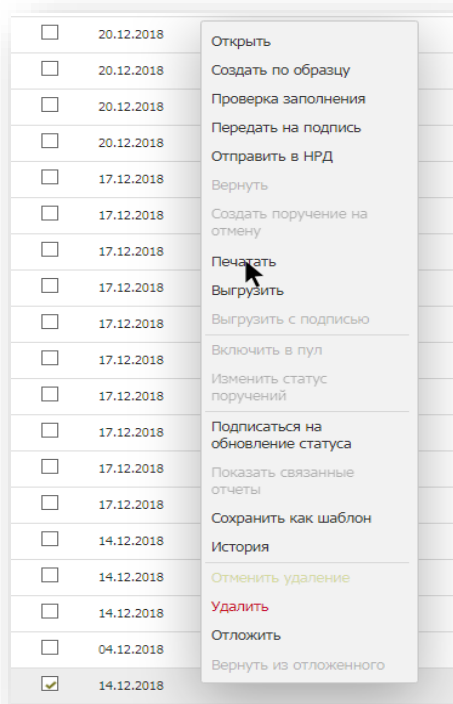 20.12.2018
20.12.2018
20.12.2018
20.12.2018
17.12.2018
17.12.2018
17.12.2018
17.12.2018
17.12.2018
17.12.2018
17.12.2018
17.12.2018
17.12.2018
17.12.2018
14.12.2018
14.12.2018
14.12.2018
04.12.2018
14.12.2018
Открыть
Создать по образцу
Проверка заполнения
Передать на подпись
Отправить в НРД
Вернуть
Создать поручение на
отмену
Печатать
Выгрузить
Выгрузить с подписью
Включить в пул
Изменить статус
поручений
Подписаться на
обновление статуса
Показать связанные
отчеты
Сохранить как шаблон
История
Отменить удаление
Удалить
Отложить
Вернуть из отложенного